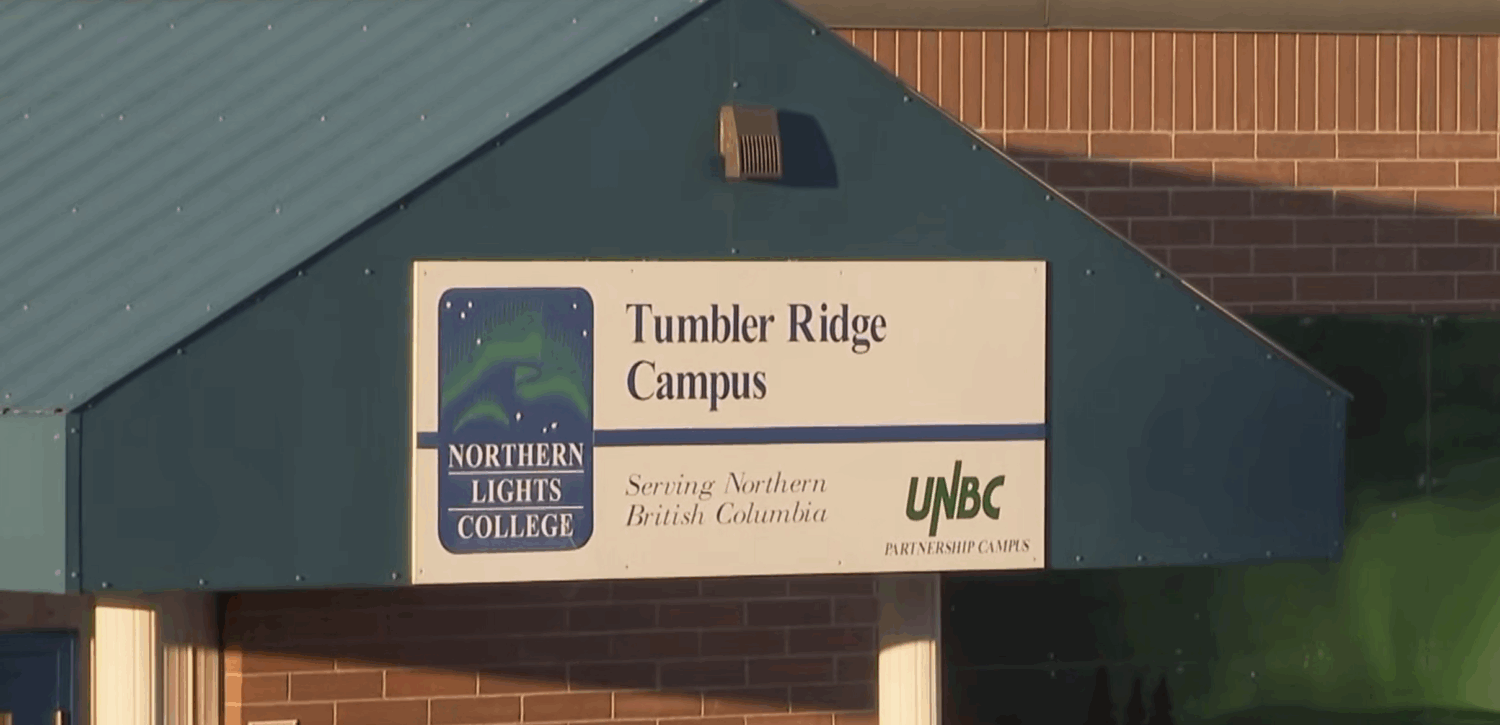 Tumbler Ridge
Campus
NORTHERN
LIGHTS
COLLEGE
Serving Northern
British Columbia
UNBC
PARTNERSHIP CAMPUS